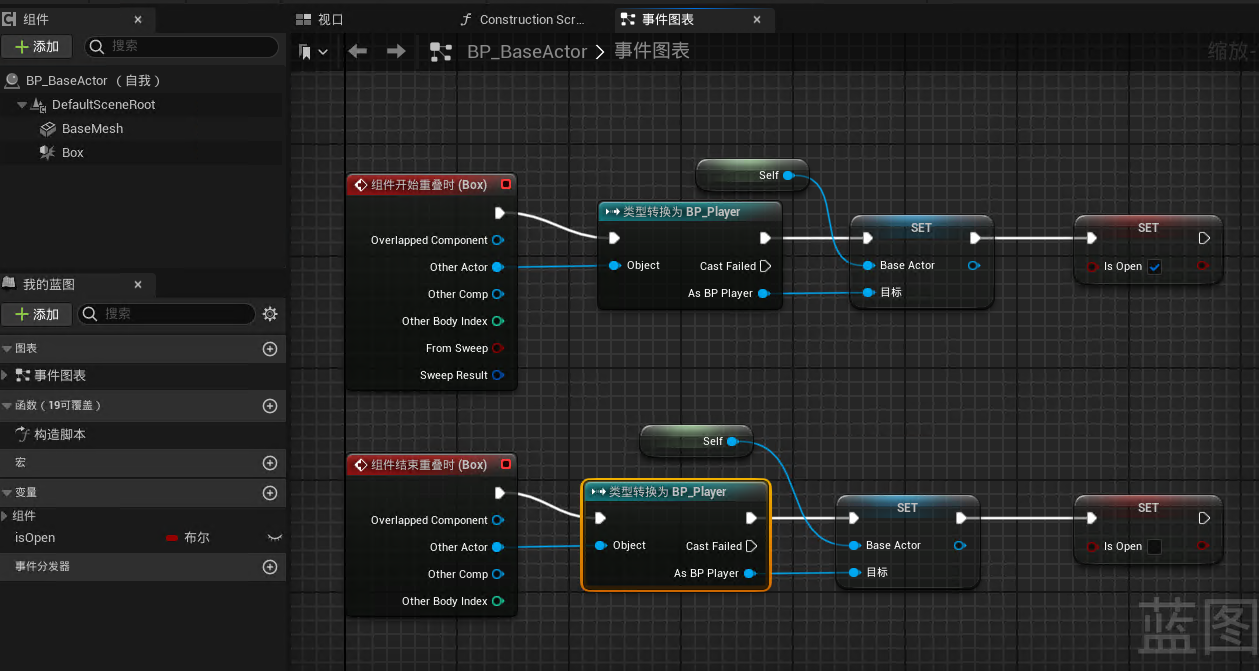 组件
添加
搜索
BP_BaseActor （自我）
DefaultSceneRoot
BaseMesh
Box
我的蓝图
添加
搜索
图表
事件图表
函数（19可覆盖）
构造脚本
宏
变量
组件
isOpen 布尔
事件分发器
视口
Construction Scr...
事件图表
BP_BaseActor > 事件图表
缩放-
组件开始重叠时 (Box)
Overlapped Component
Other Actor
Other Comp
Other Body Index
From Sweep
Sweep Result
Self
类型转换为 BP_Player
Object
Cast Failed
As BP Player
SET
Base Actor
目标
SET
Is Open
组件结束重叠时 (Box)
Overlapped Component
Other Actor
Other Comp
Other Body Index
Self
类型转换为 BP_Player
Object
Cast Failed
As BP Player
SET
Base Actor
目标
SET
Is Open
蓝图